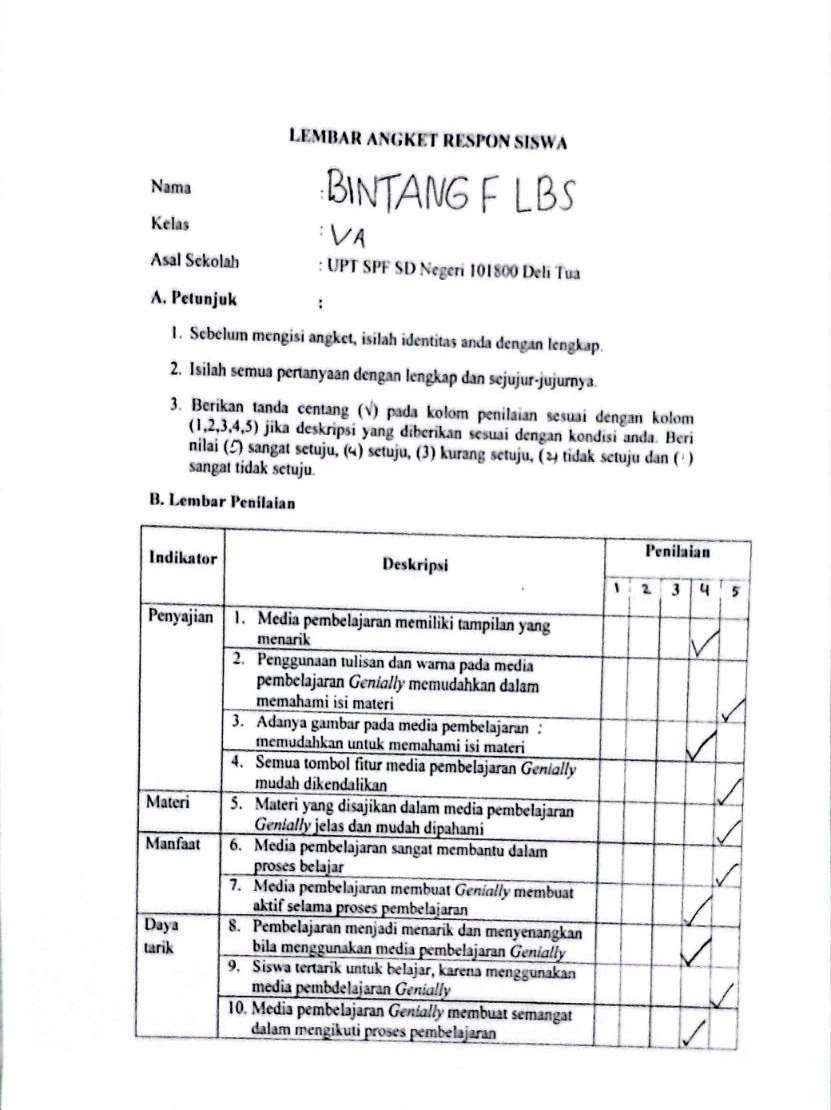 LEMBAR ANGKET RESPON SISWA
Nama : BINTANG F LBS
Kelas : VA
Asal Sekolah : UPT SPF SD Negeri 101800 Deli Tua
A. Petunjuk :
1. Sebelum mengisi angket, isilah identitas anda dengan lengkap.
2. Isilah semua pertanyaan dengan lengkap dan sejujur-jujurnya.
3. Berikan tanda centang (√) pada kolom penilaian sesuai dengan kolom
(1,2,3,4,5) jika deskripsi yang diberikan sesuai dengan kondisi anda. Beri
nilai (5) sangat setuju, (4) setuju, (3) kurang setuju, (2) tidak setuju dan (1)
sangat tidak setuju.
B. Lembar Penilaian
Indikator Deskripsi Penilaian
1 2 3 4 5
Penyajian 1. Media pembelajaran memiliki tampilan yang
menarik ✓
2. Penggunaan tulisan dan warna pada media
pembelajaran Genially memudahkan dalam
memahami isi materi ✓
3. Adanya gambar pada media pembelajaran :
memudahkan untuk memahami isi materi ✓
4. Semua tombol fitur media pembelajaran Genially
mudah dikendalikan ✓
Materi 5. Materi yang disajikan dalam media pembelajaran
Genially jelas dan mudah dipahami ✓
Manfaat 6. Media pembelajaran sangat membantu dalam
proses belajar ✓
7. Media pembelajaran membuat Genially membuat
aktif selama proses pembelajaran ✓
Daya 8. Pembelajaran menjadi menarik dan menyenangkan
tarik bila menggunakan media pembelajaran Genially ✓
9. Siswa tertarik untuk belajar, karena menggunakan
media pembdelajaran Genially ✓
10. Media pembelajaran Genially membuat semangat
dalam mengikuti proses pembelajaran ✓